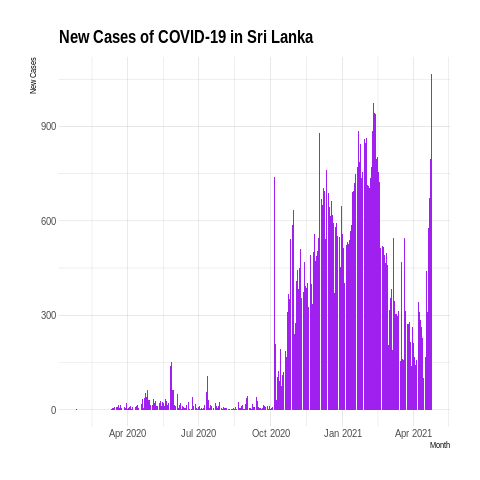 New Cases of COVID-19 in Sri Lanka
New Cases
900
600
300
0
Apr 2020 Jul 2020 Oct 2020 Jan 2021 Apr 2021
Month